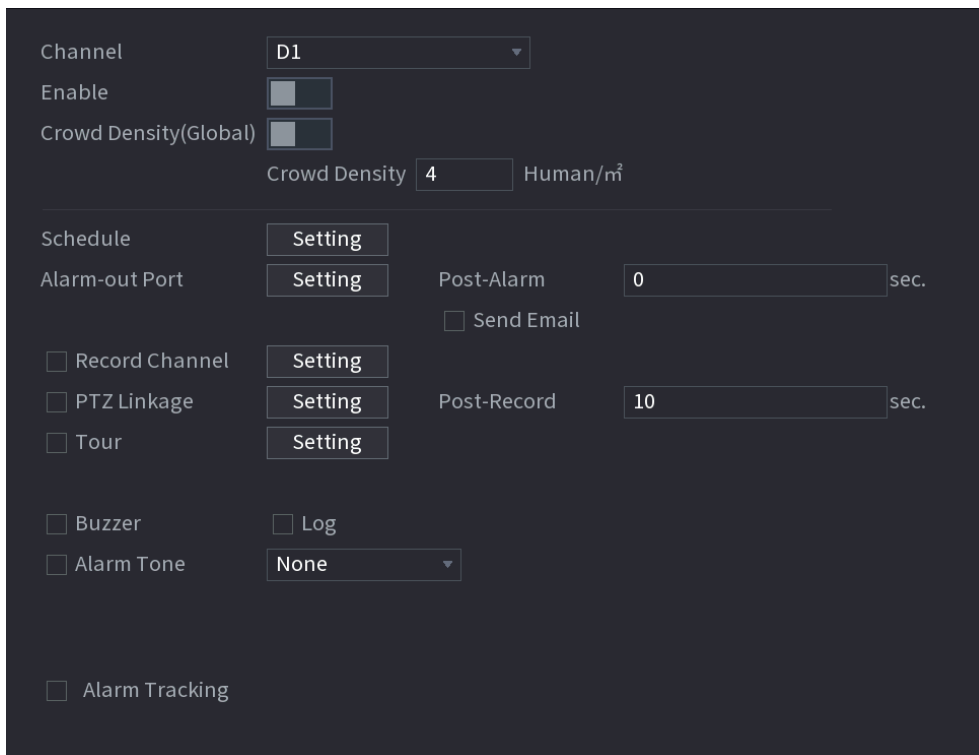 Channel D1
Enable
Crowd Density(Global)
Crowd Density 4 Human/㎡
Schedule Setting
Alarm-out Port Setting Post-Alarm 0 sec.
Send Email
Record Channel Setting
PTZ Linkage Setting Post-Record 10 sec.
Tour Setting
Buzzer Log
Alarm Tone None
Alarm Tracking